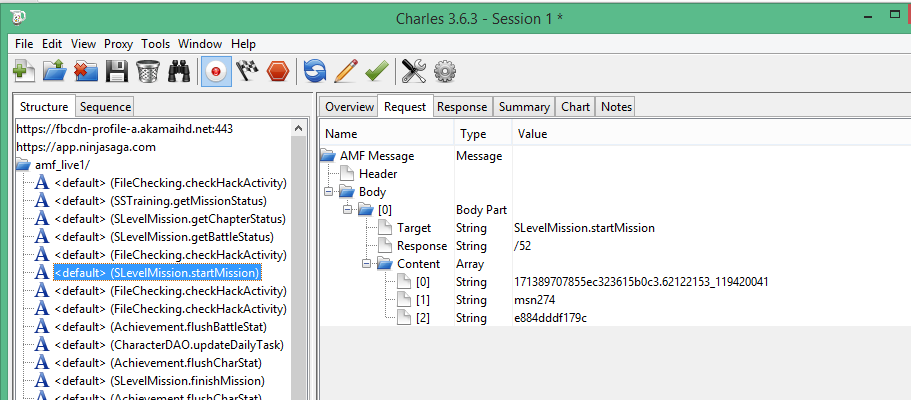 Charles 3.6.3 - Session 1 *
File Edit View Proxy Tools Window Help
Structure Sequence
https://fbcdn-profile-a.akamaihd.net:443
https://app.ninjasaga.com
amf_live1/
<default> (FileChecking.checkHackActivity)
<default> (SSTraining.getMissionStatus)
<default> (SLevelMission.getChapterStatus)
<default> (SLevelMission.getBattleStatus)
<default> (FileChecking.checkHackActivity)
<default> (SLevelMission.startMission)
<default> (FileChecking.checkHackActivity)
<default> (FileChecking.checkHackActivity)
<default> (Achievement.flushBattleStat)
<default> (CharacterDAO.updateDailyTask)
<default> (Achievement.flushCharStat)
<default> (SLevelMission.finishMission)
<default> (Achievement.flushCharStat)
Overview Request Response Summary Chart Notes
Name Type Value
AMF Message Message
Header
Body
[0] Body Part
Target String SLevelMission.startMission
Response String /52
Content Array
[0] String 171389707855ec323615b0c3.62122153_119420041
[1] String msn274
[2] String e884dddf179c